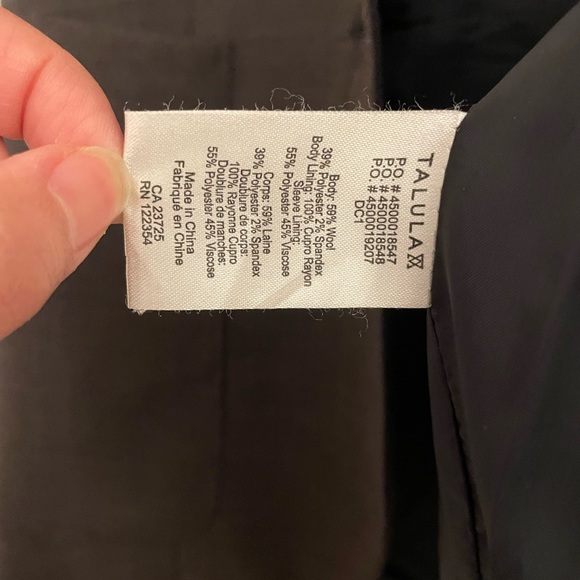 TALULA
P.O: # 4500018547
P.O: # 4500018548
P.O: # 4500019207
DC1
Body: 59% Wool
39% Polyester 2% Spandex
Body Lining: 100% Cupro Rayon
Sleeve Lining:
55% Polyester 45% Viscose
Corps: 59% Laine
39% Polyester 2% Spandex
Doublure de corps:
100% Rayonne Cupro
Doublure de manches:
55% Polyester 45% Viscose
Made in China
Fabriqué en Chine
CA 23725
RN 122354